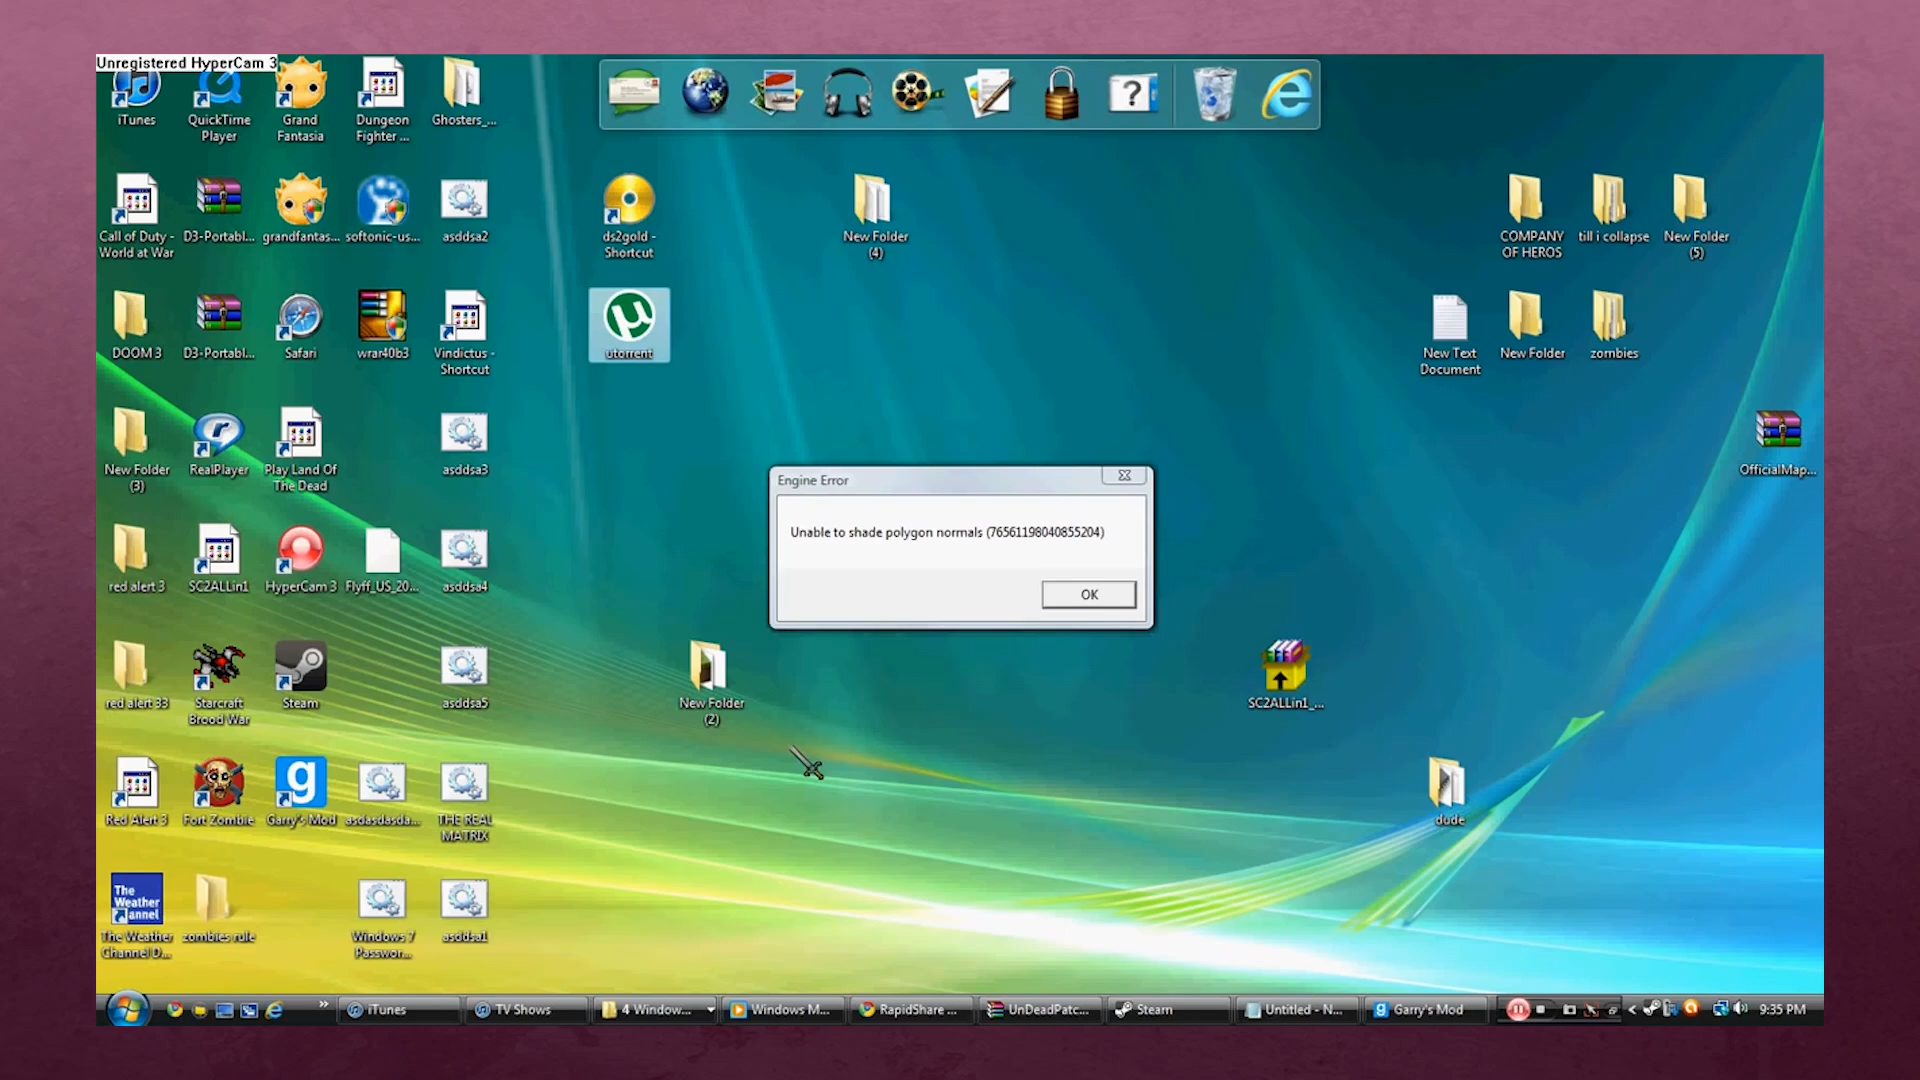 Unregistered HyperCam 3
iTunes
QuickTime
Player
Grand
Fantasia
Dungeon
Fighter ...
Ghosters_...
Call of Duty -
World at War
D3-Portabl...
grandfantas...
softonic-us...
asddsa2
ds2gold -
Shortcut
New Folder
(4)
COMPANY
OF HEROS
till i collapse
New Folder
(5)
DOOM 3
D3-Portabl...
Safari
wrar40b3
Vindictus -
Shortcut
utorrent
New Text
Document
New Folder
zombies
New Folder
(3)
RealPlayer
Play Land Of
The Dead
asddsa3
OfficialMap...
Engine Error
Unable to shade polygon normals (76561198040855204)
OK
red alert 3
SC2ALLin1
HyperCam 3
Flyff_US_20...
asddsa4
red alert 33
Starcraft
Brood War
Steam
asddsa5
New Folder
(2)
SC2ALLin1_...
Red Alert 3
Fort Zombie
Garry's Mod
asdasdasda...
THE REAL
MATRIX
dude
The
Weather
Channel
The Weather
Channel D...
zombies rule
Windows 7
Passwor...
asddsa1
iTunes
TV Shows
4 Window...
Windows M...
RapidShare ...
UnDeadPatc...
Steam
Untitled - N...
Garry's Mod
9:35 PM